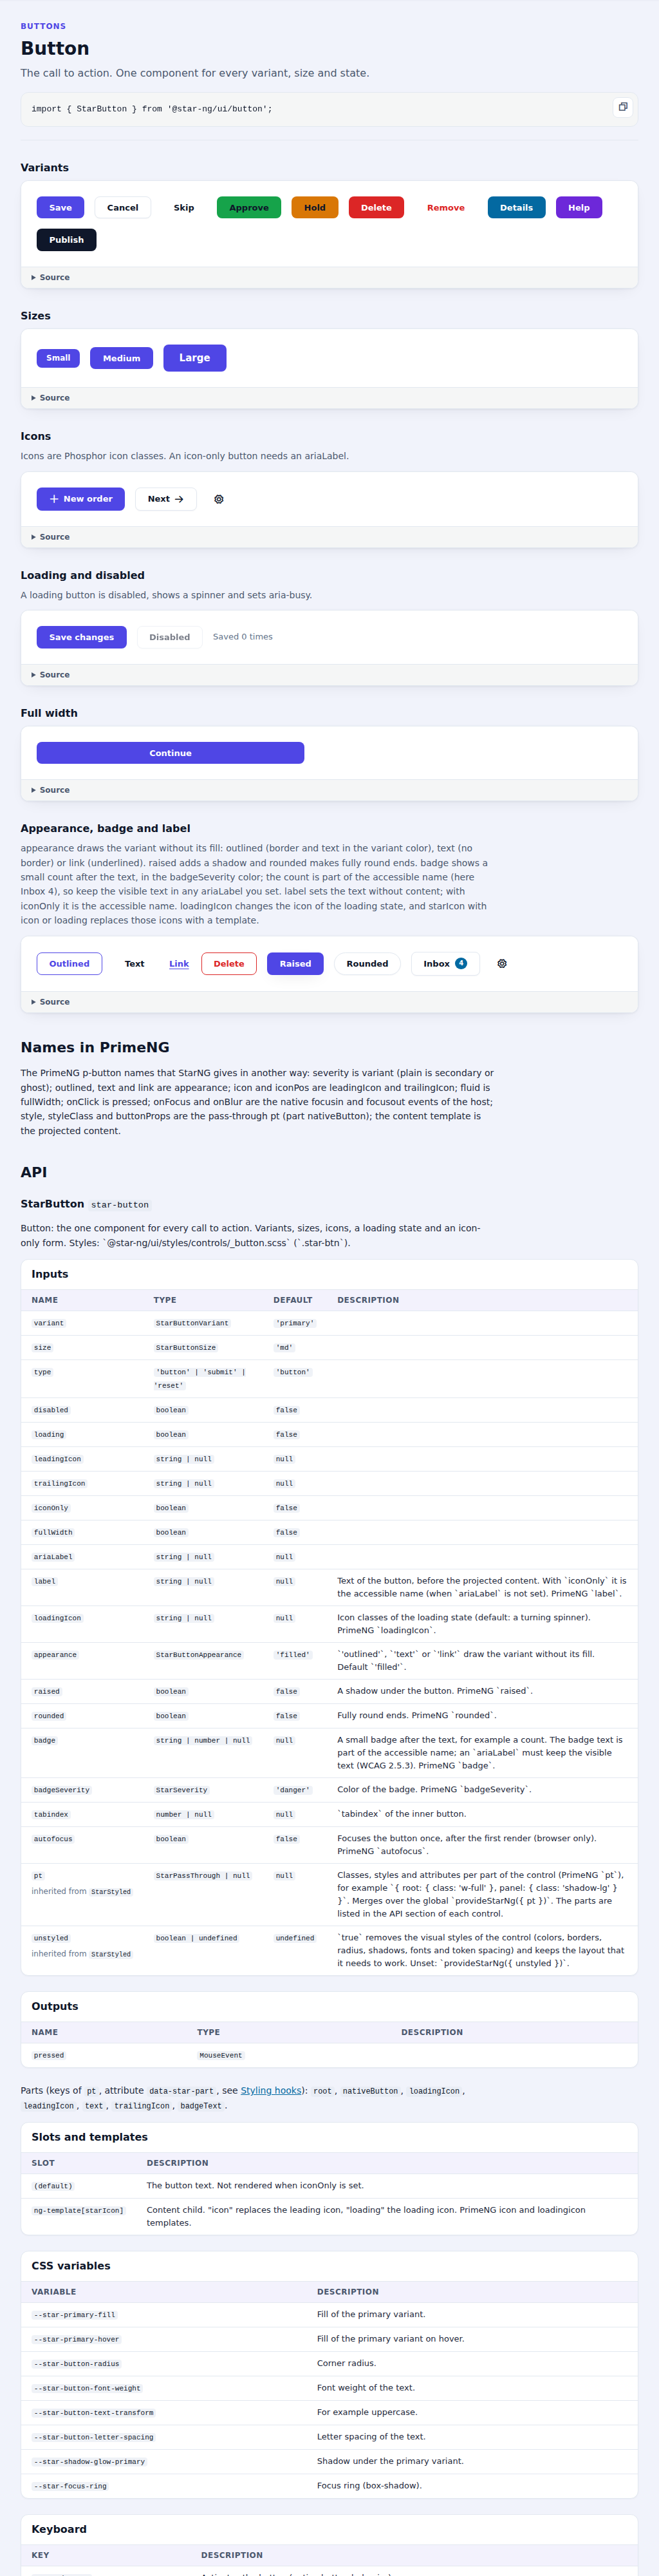 BUTTONS
Button
The call to action. One component for every variant, size and state.
import { StarButton } from '@star-ng/ui/button';
Variants
Save Cancel Skip Approve Hold Delete Remove Details Help
Publish
Source
Sizes
Small Medium Large
Source
Icons
Icons are Phosphor icon classes. An icon-only button needs an ariaLabel.
New order Next
Source
Loading and disabled
A loading button is disabled, shows a spinner and sets aria-busy.
Save changes Disabled Saved 0 times
Source
Full width
Continue
Source
Appearance, badge and label
appearance draws the variant without its fill: outlined (border and text in the variant color), text (no
border) or link (underlined). raised adds a shadow and rounded makes fully round ends. badge shows a
small count after the text, in the badgeSeverity color; the count is part of the accessible name (here
Inbox 4), so keep the visible text in any ariaLabel you set. label sets the text without content; with
iconOnly it is the accessible name. loadingIcon changes the icon of the loading state, and starIcon with
icon or loading replaces those icons with a template.
Outlined Text Link Delete Raised Rounded Inbox 4
Source
Names in PrimeNG
The PrimeNG p-button names that StarNG gives in another way: severity is variant (plain is secondary or
ghost); outlined, text and link are appearance; icon and iconPos are leadingIcon and trailingIcon; fluid is
fullWidth; onClick is pressed; onFocus and onBlur are the native focusin and focusout events of the host;
style, styleClass and buttonProps are the pass-through pt (part nativeButton); the content template is
the projected content.
API
StarButton star-button
Button: the one component for every call to action. Variants, sizes, icons, a loading state and an icon-
only form. Styles: `@star-ng/ui/styles/controls/_button.scss` (`.star-btn`).
Inputs
NAME TYPE DEFAULT DESCRIPTION
variant StarButtonVariant 'primary'
size StarButtonSize 'md'
type 'button' | 'submit' | 'button'
'reset'
disabled boolean false
loading boolean false
leadingIcon string | null null
trailingIcon string | null null
iconOnly boolean false
fullWidth boolean false
ariaLabel string | null null
label string | null null Text of the button, before the projected content. With `iconOnly` it is
the accessible name (when `ariaLabel` is not set). PrimeNG `label`.
loadingIcon string | null null Icon classes of the loading state (default: a turning spinner).
PrimeNG `loadingIcon`.
appearance StarButtonAppearance 'filled' `'outlined'`, `'text'` or `'link'` draw the variant without its fill.
Default `'filled'`.
raised boolean false A shadow under the button. PrimeNG `raised`.
rounded boolean false Fully round ends. PrimeNG `rounded`.
badge string | number | null null A small badge after the text, for example a count. The badge text is
part of the accessible name; an `ariaLabel` must keep the visible
text (WCAG 2.5.3). PrimeNG `badge`.
badgeSeverity StarSeverity 'danger' Color of the badge. PrimeNG `badgeSeverity`.
tabindex number | null null `tabindex` of the inner button.
autofocus boolean false Focuses the button once, after the first render (browser only).
PrimeNG `autofocus`.
pt StarPassThrough | null null Classes, styles and attributes per part of the control (PrimeNG `pt`),
inherited from StarStyled for example `{ root: { class: 'w-full' }, panel: { class: 'shadow-lg' }
}`. Merges over the global `provideStarNg({ pt })`. The parts are
listed in the API section of each control.
unstyled boolean | undefined undefined `true` removes the visual styles of the control (colors, borders,
inherited from StarStyled radius, shadows, fonts and token spacing) and keeps the layout that
it needs to work. Unset: `provideStarNg({ unstyled })`.
Outputs
NAME TYPE DESCRIPTION
pressed MouseEvent
Parts (keys of pt, attribute data-star-part, see Styling hooks): root, nativeButton, loadingIcon,
leadingIcon, text, trailingIcon, badgeText.
Slots and templates
SLOT DESCRIPTION
(default) The button text. Not rendered when iconOnly is set.
ng-template[starIcon] Content child. "icon" replaces the leading icon, "loading" the loading icon. PrimeNG icon and loadingicon
templates.
CSS variables
VARIABLE DESCRIPTION
--star-primary-fill Fill of the primary variant.
--star-primary-hover Fill of the primary variant on hover.
--star-button-radius Corner radius.
--star-button-font-weight Font weight of the text.
--star-button-text-transform For example uppercase.
--star-button-letter-spacing Letter spacing of the text.
--star-shadow-glow-primary Shadow under the primary variant.
--star-focus-ring Focus ring (box-shadow).
Keyboard
KEY DESCRIPTION